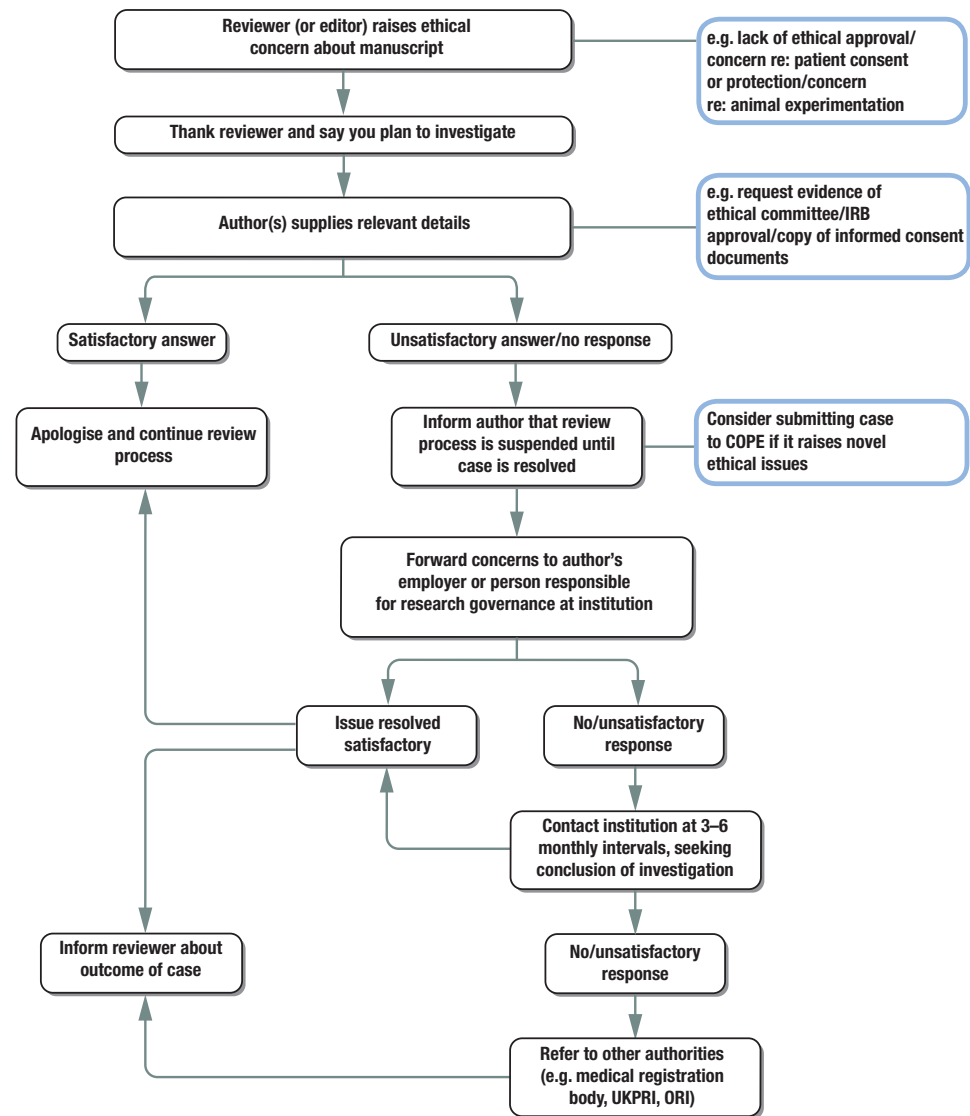 Reviewer (or editor) raises ethical
concern about manuscript
e.g. lack of ethical approval/
concern re: patient consent
or protection/concern
re: animal experimentation
Thank reviewer and say you plan to investigate
Author(s) supplies relevant details
e.g. request evidence of
ethical committee/IRB
approval/copy of informed consent
documents
Satisfactory answer
Unsatisfactory answer/no response
Apologise and continue review
process
Inform author that review
process is suspended until
case is resolved
Consider submitting case
to COPE if it raises novel
ethical issues
Forward concerns to author’s
employer or person responsible
for research governance at institution
Issue resolved
satisfactory
No/unsatisfactory
response
Contact institution at 3–6
monthly intervals, seeking
conclusion of investigation
Inform reviewer about
outcome of case
No/unsatisfactory
response
Refer to other authorities
(e.g. medical registration
body, UKPRI, ORI)